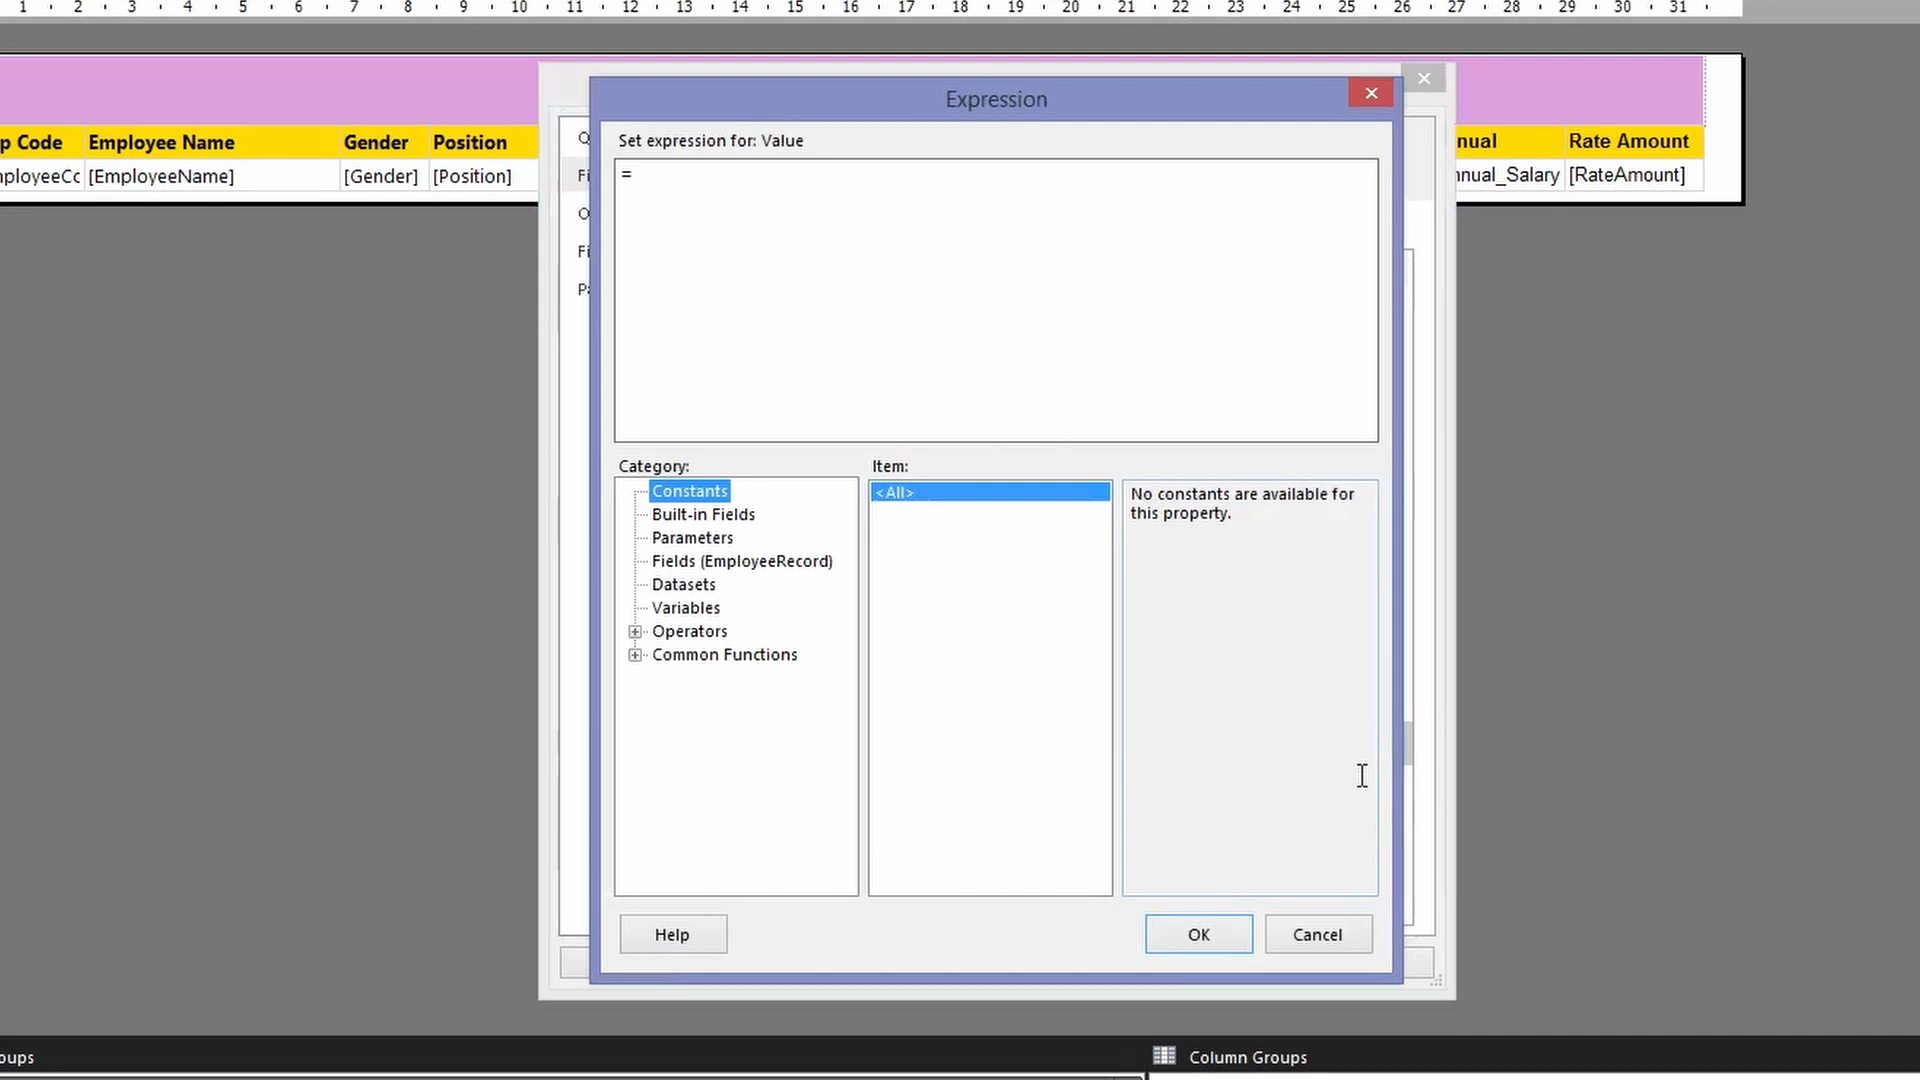 1 2 3 4 5 6 7 8 9 10 11 12 13 14 15 16 17 18 19 20 21 22 23 24 25 26 27 28 29 30 31
Expression
p Code Employee Name Gender Position nual Rate Amount
nployeeCc [EmployeeName] [Gender] [Position] nnual_Salary [RateAmount]
Q
Fi
O
Fi
Pa
Set expression for: Value
=
Category:
Constants
Built-in Fields
Parameters
Fields (EmployeeRecord)
Datasets
Variables
Operators
Common Functions
Item:
<All>
No constants are available for
this property.
Help OK Cancel
oups Column Groups